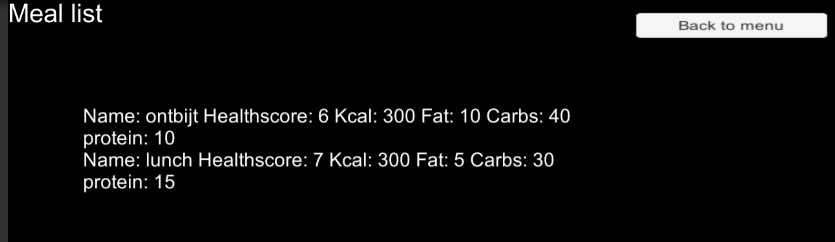 Meal list
Back to menu
Name: ontbijt Healthscore: 6 Kcal: 300 Fat: 10 Carbs: 40
protein: 10
Name: lunch Healthscore: 7 Kcal: 300 Fat: 5 Carbs: 30
protein: 15